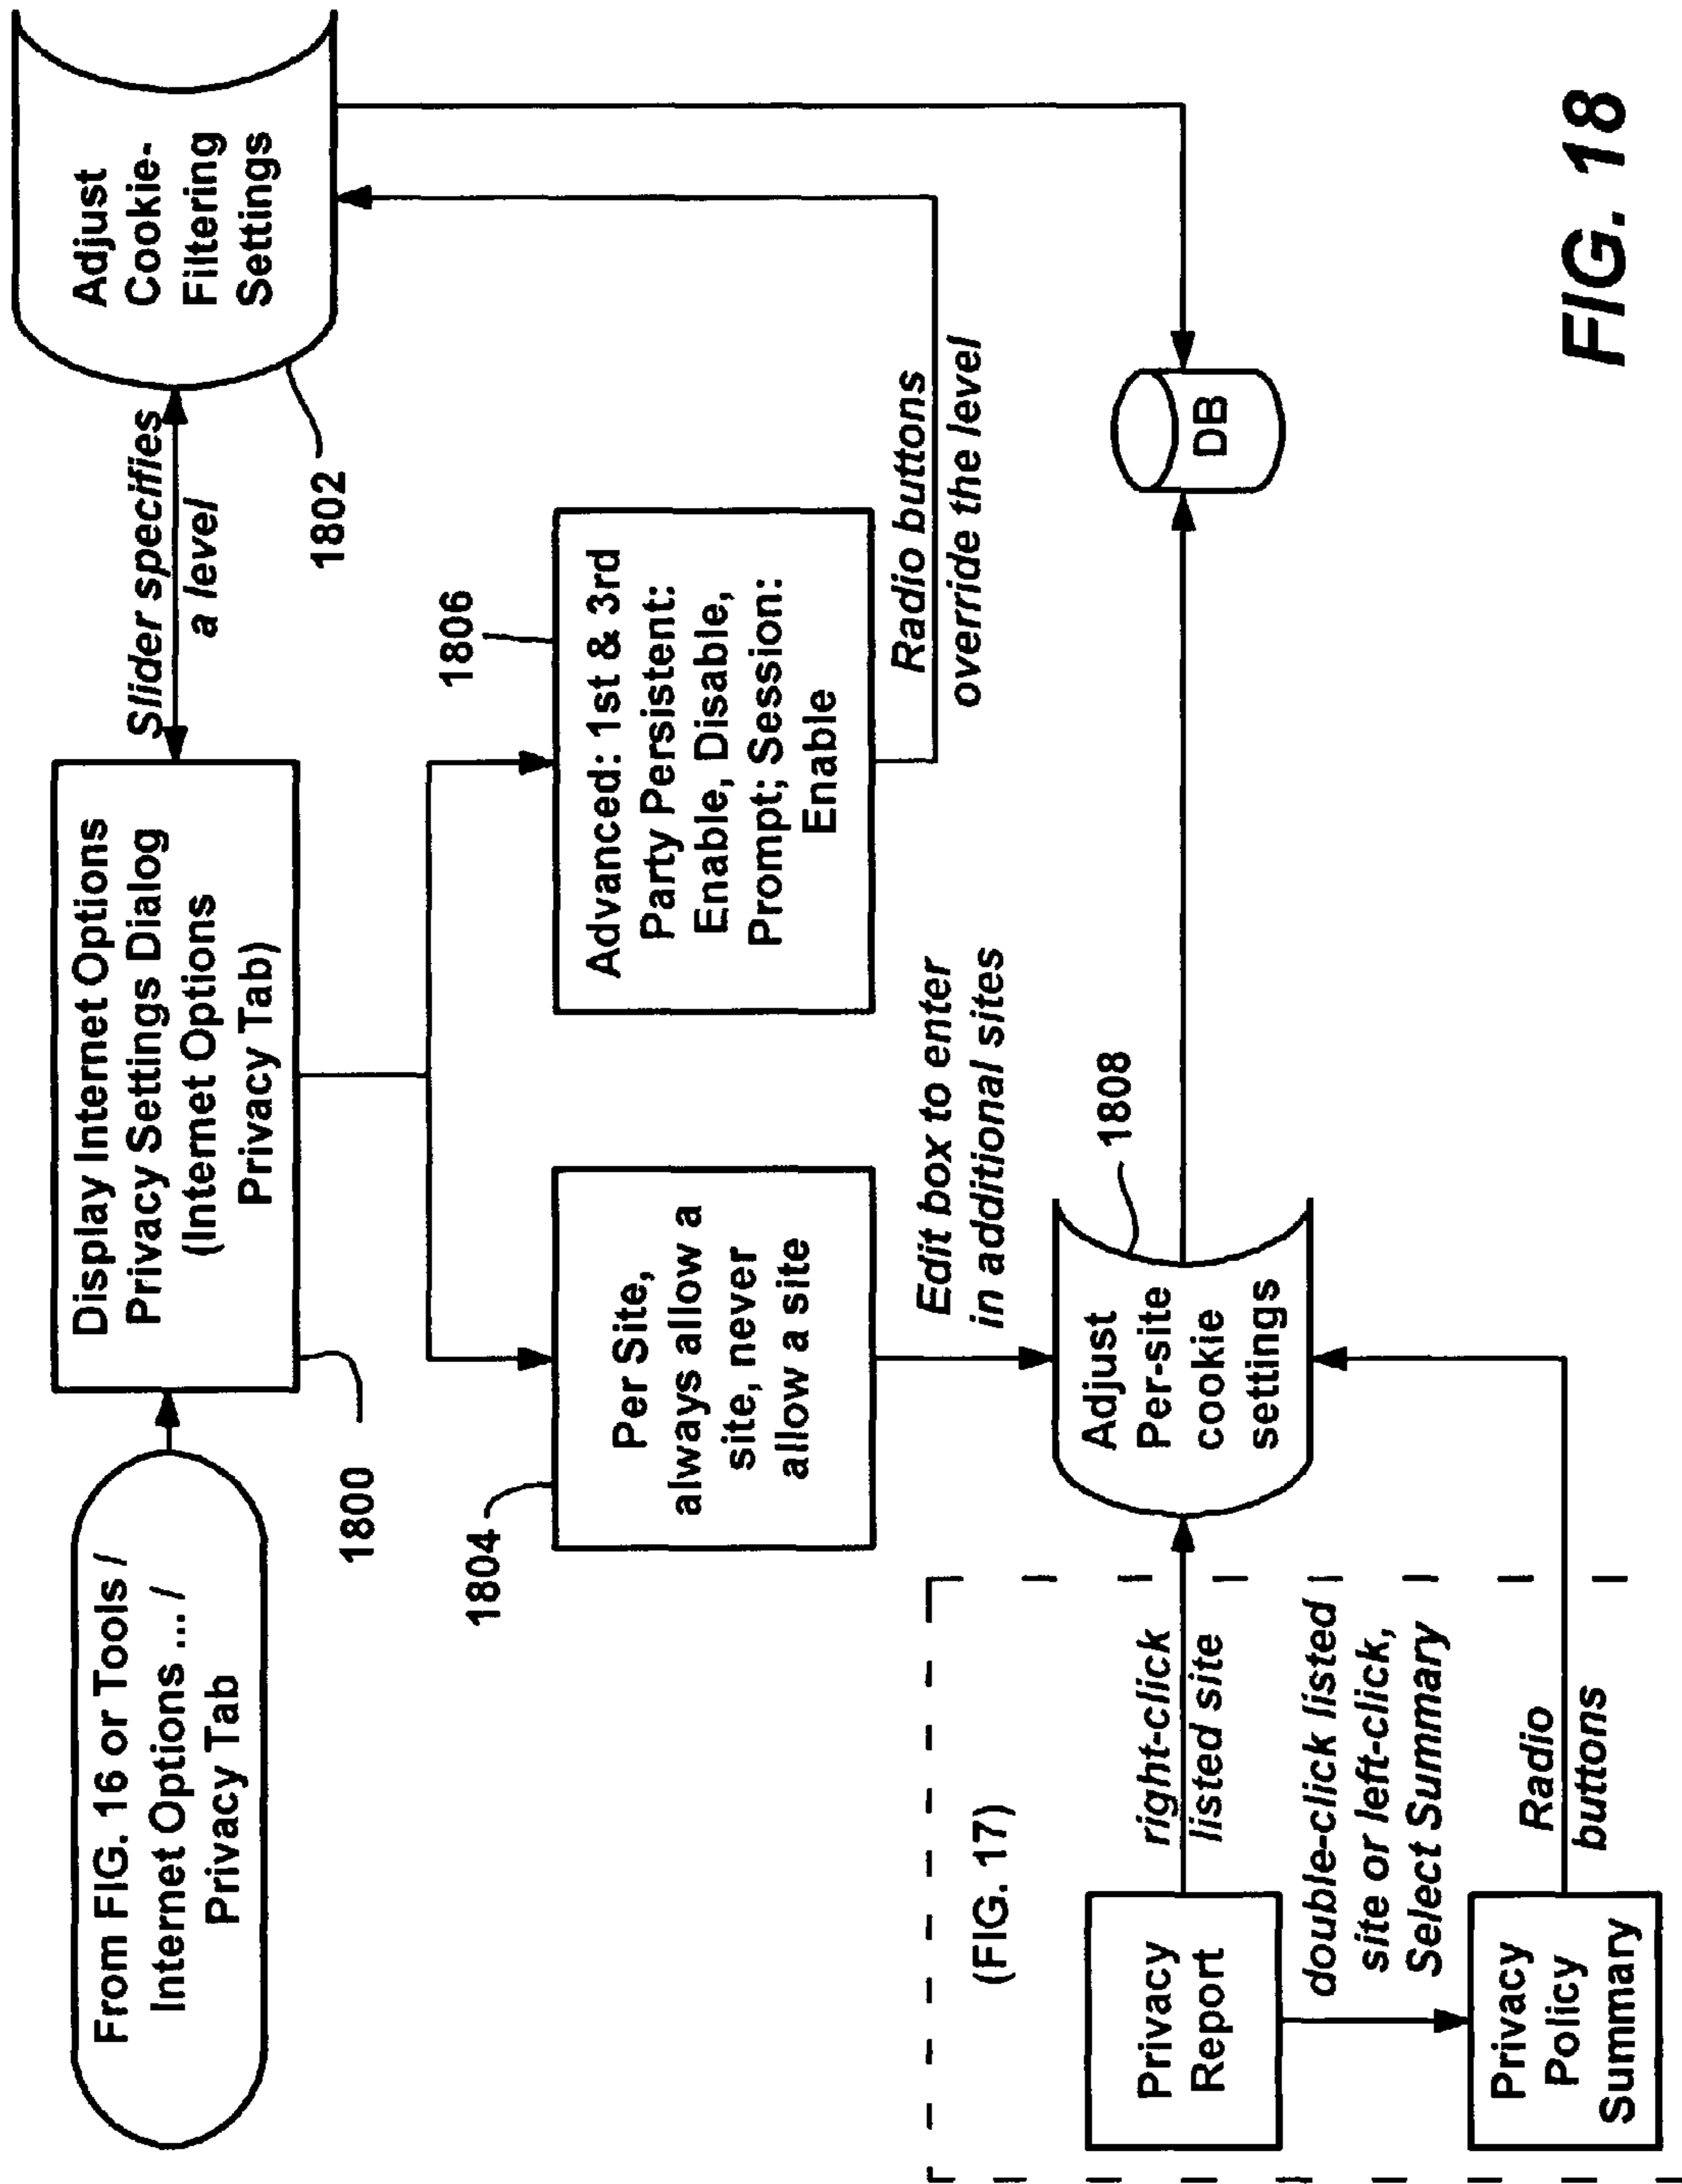 From FIG. 16 or Tools /
Internet Options ... /
Privacy Tab
Display Internet Options
Privacy Settings Dialog
(Internet Options
Privacy Tab)
1800
Slider specifies
a level
Adjust
Cookie-
Filtering
Settings
1802
1804
Per Site,
always allow a
site, never
allow a site
1806
Advanced: 1st & 3rd
Party Persistent:
Enable, Disable,
Prompt; Session:
Enable
Edit box to enter
in additional sites
Radio buttons
override the level
(FIG. 17)
Privacy
Report
right-click
listed site
Adjust
Per-site
cookie
settings
1808
DB
double-click listed
site or left-click,
Select Summary
Privacy
Policy
Summary
Radio
buttons
FIG. 18